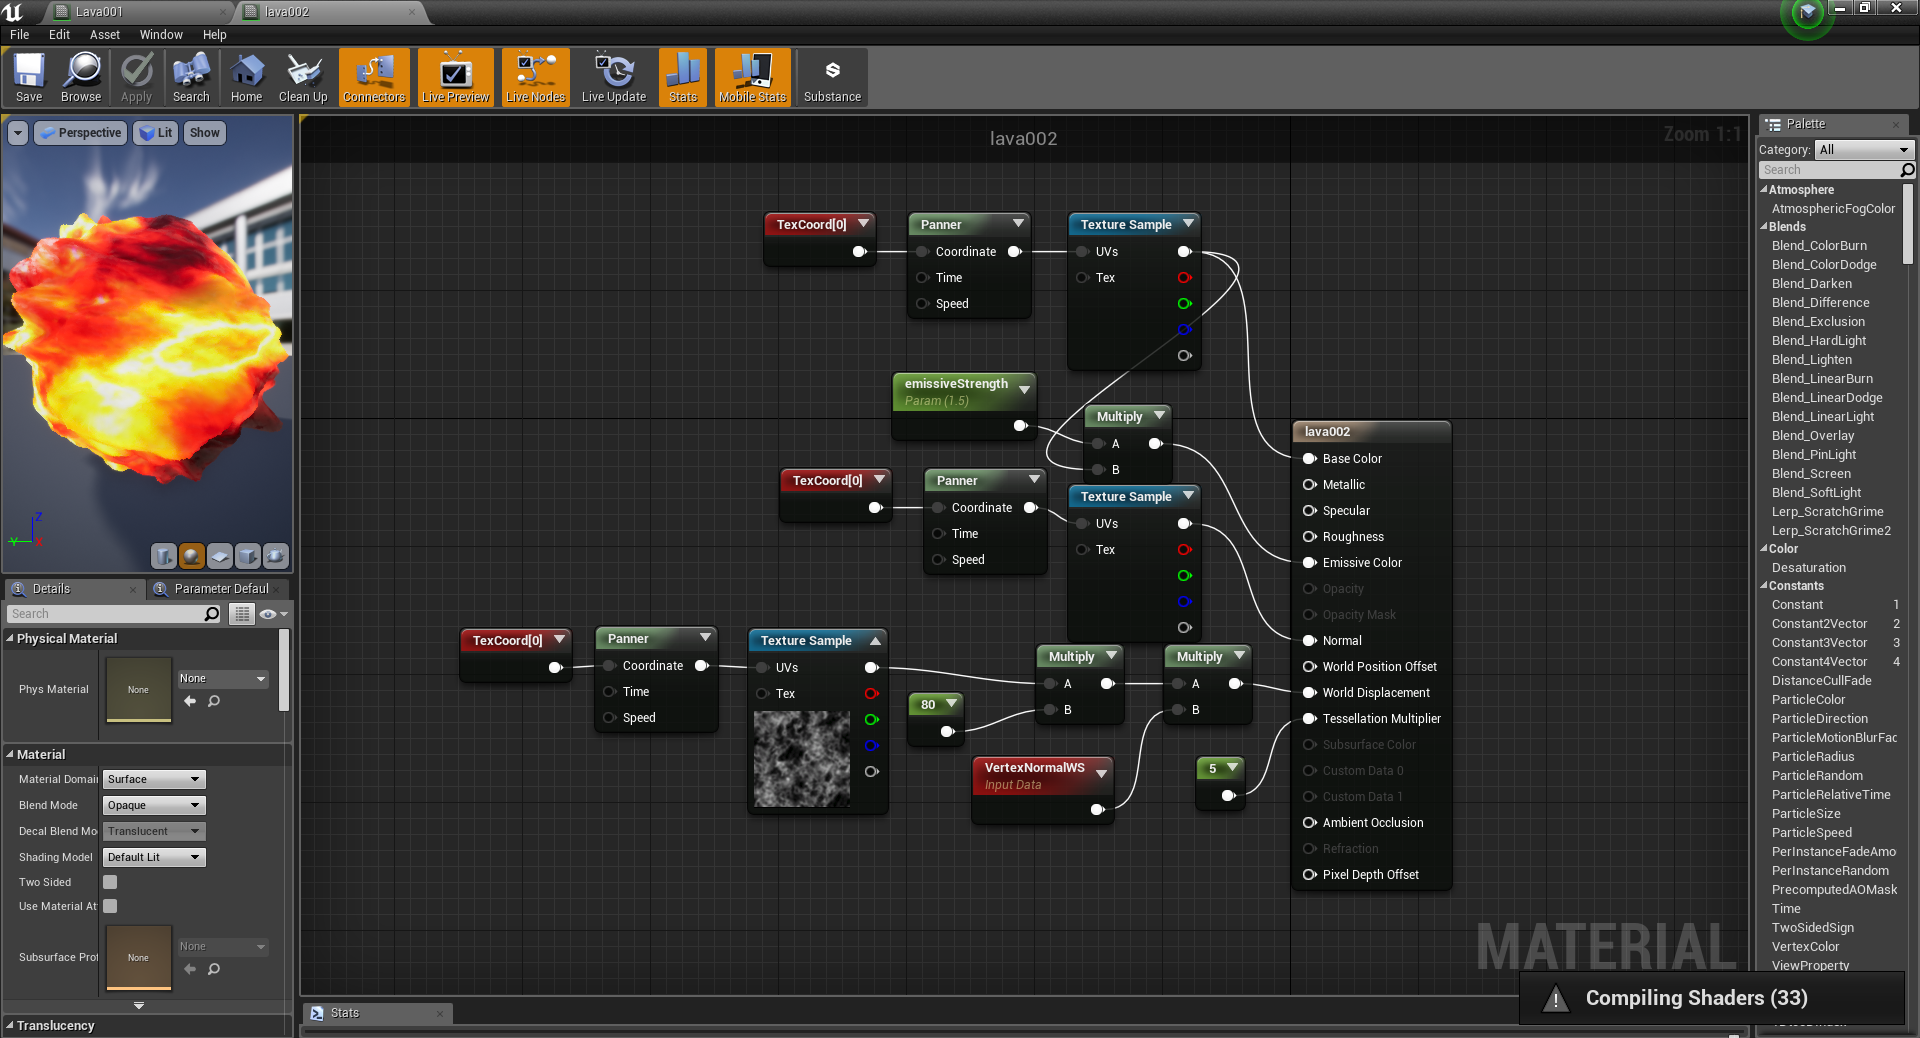 Lava001
lava002
File Edit Asset Window Help
Save Browse Apply Search Home Clean Up Connectors Live Preview Live Nodes Live Update Stats Mobile Stats Substance
Perspective Lit Show
lava002
Zoom 1:1
Z
Y
TexCoord[0]
Panner
Coordinate
Time
Speed
Texture Sample
UVs
Tex
emissiveStrength
Param (1.5)
Multiply
A
B
TexCoord[0]
Panner
Coordinate
Time
Speed
Texture Sample
UVs
Tex
TexCoord[0]
Panner
Coordinate
Time
Speed
Texture Sample
UVs
Tex
80
Multiply
A
B
Multiply
A
B
VertexNormalWS
Input Data
5
lava002
Base Color
Metallic
Specular
Roughness
Emissive Color
Opacity
Opacity Mask
Normal
World Position Offset
World Displacement
Tessellation Multiplier
Subsurface Color
Custom Data 0
Custom Data 1
Ambient Occlusion
Refraction
Pixel Depth Offset
MATERIAL
Details
Parameter Defaul
Search
Physical Material
Phys Material
None
None
Material
Material Domai
Surface
Blend Mode
Opaque
Decal Blend Mo
Translucent
Shading Model
Default Lit
Two Sided
Use Material At
Subsurface Prof
None
None
Translucency
Stats
Palette
Category: All
Search
Atmosphere
AtmosphericFogColor
Blends
Blend_ColorBurn
Blend_ColorDodge
Blend_Darken
Blend_Difference
Blend_Exclusion
Blend_HardLight
Blend_Lighten
Blend_LinearBurn
Blend_LinearDodge
Blend_LinearLight
Blend_Overlay
Blend_PinLight
Blend_Screen
Blend_SoftLight
Lerp_ScratchGrime
Lerp_ScratchGrime2
Color
Desaturation
Constants
Constant 1
Constant2Vector 2
Constant3Vector 3
Constant4Vector 4
DistanceCullFade
ParticleColor
ParticleDirection
ParticleMotionBlurFac
ParticleRadius
ParticleRandom
ParticleRelativeTime
ParticleSize
ParticleSpeed
PerInstanceFadeAmo
PerInstanceRandom
PrecomputedAOMask
Time
TwoSidedSign
VertexColor
ViewProperty
Compiling Shaders (33)